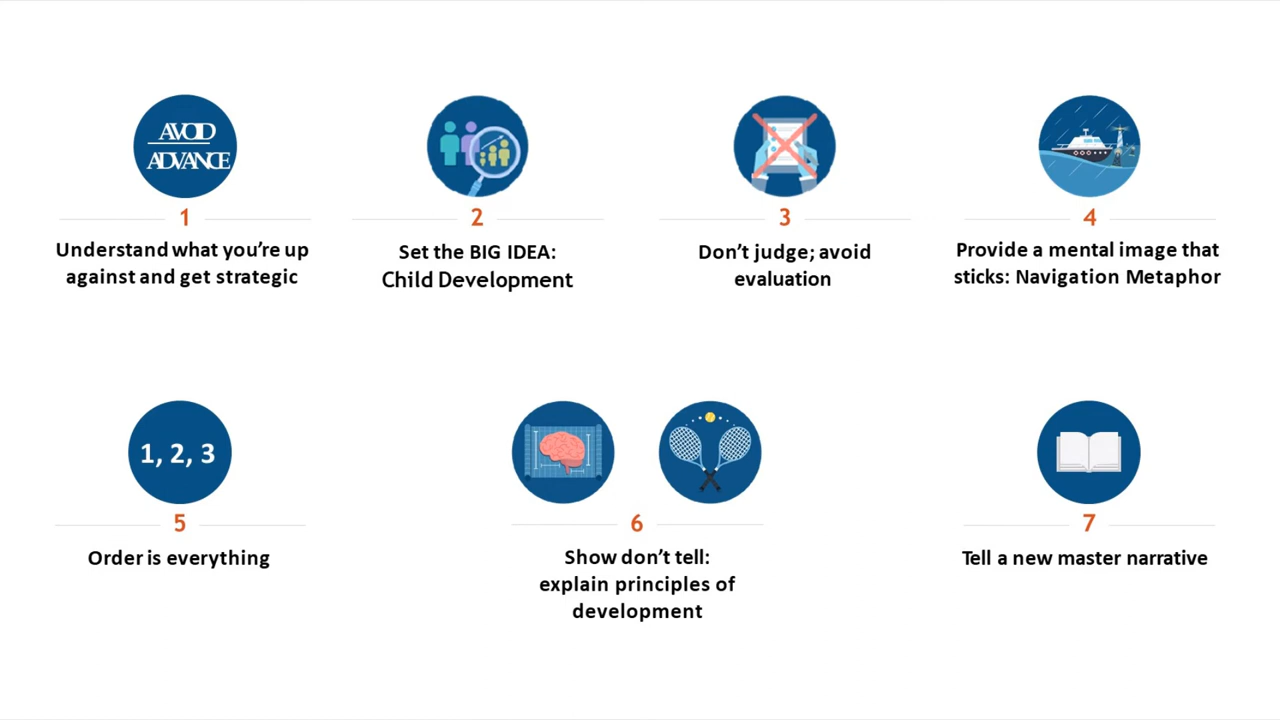 AVOID
ADVANCE
1
Understand what you’re up
against and get strategic
2
Set the BIG IDEA:
Child Development
3
Don’t judge; avoid
evaluation
4
Provide a mental image that
sticks: Navigation Metaphor
1, 2, 3
5
Order is everything
6
Show don’t tell:
explain principles of
development
7
Tell a new master narrative